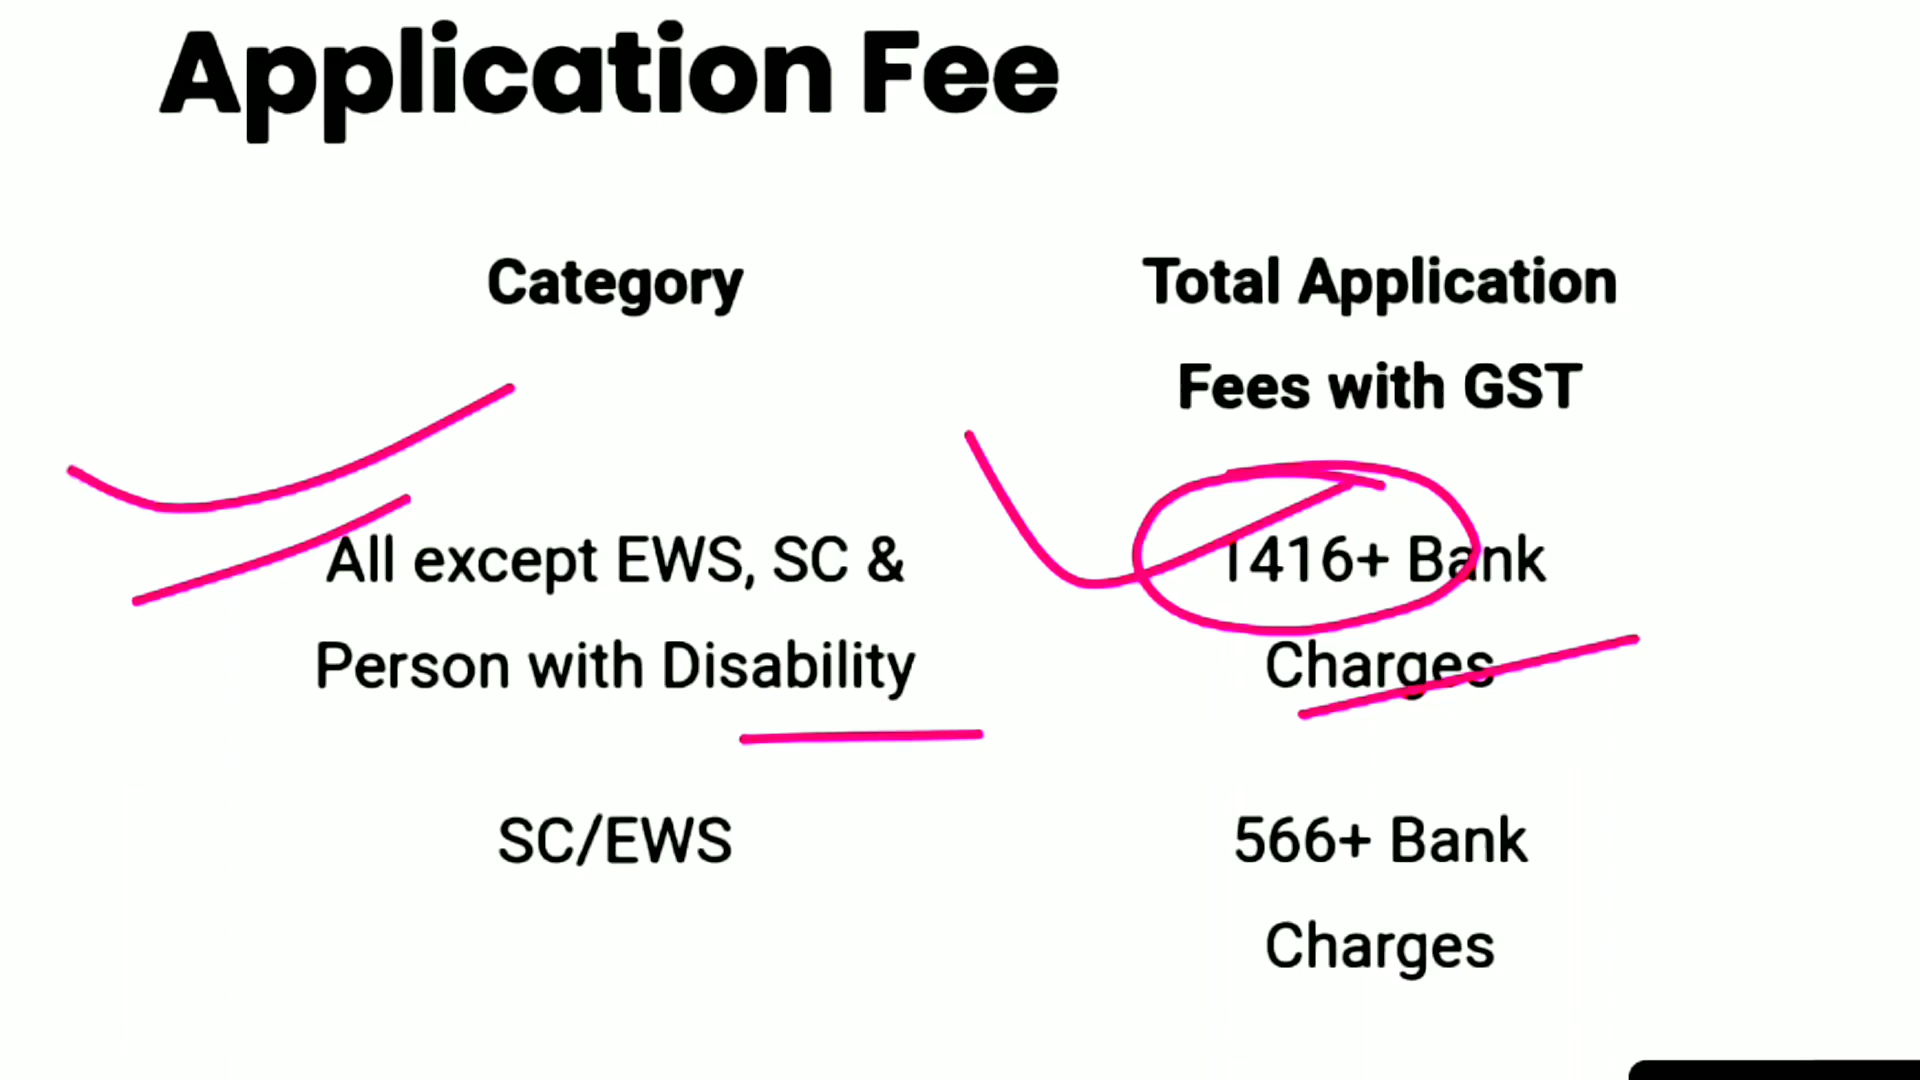 Application Fee
Category
Total Application
Fees with GST
All except EWS, SC &
Person with Disability
1416+ Bank
Charges
SC/EWS
566+ Bank
Charges